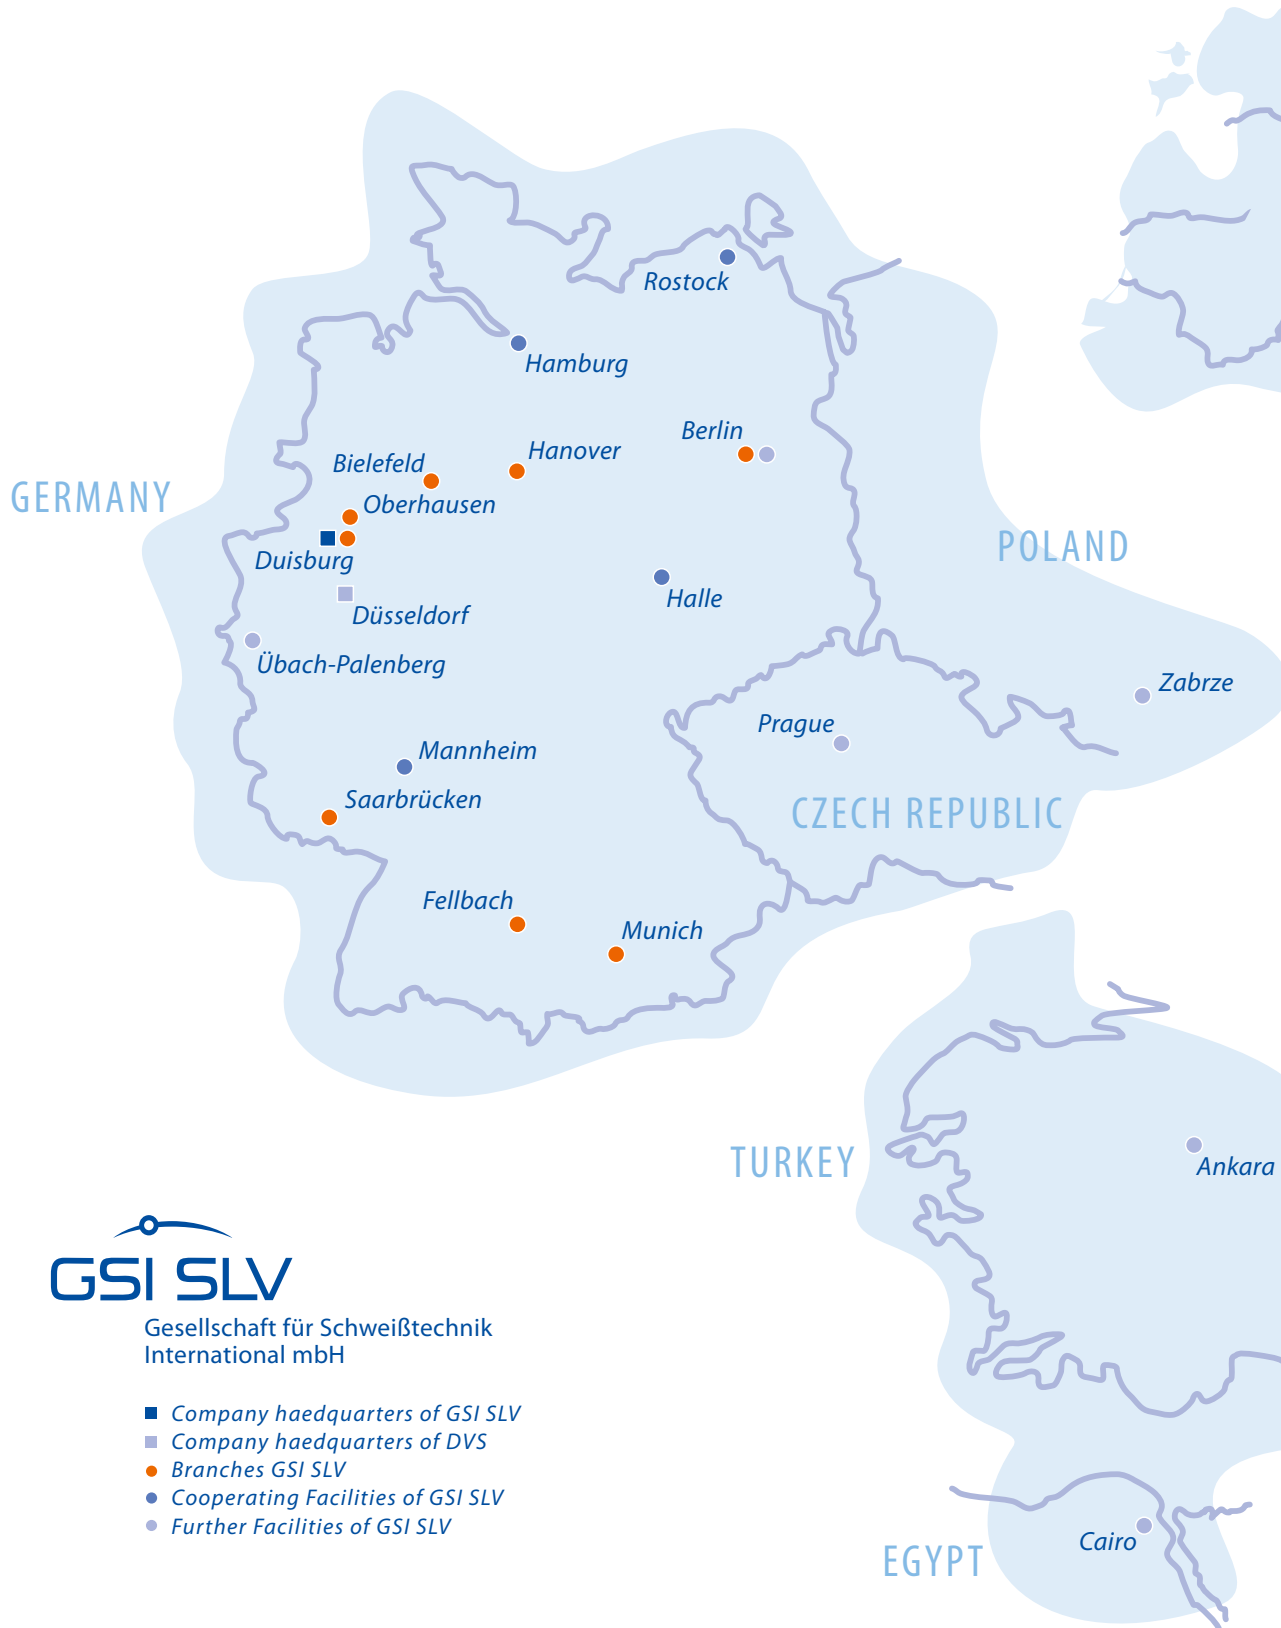 Rostock
Hamburg
Berlin
Hanover
Bielefeld
GERMANY
Oberhausen
POLAND
Duisburg
Halle
Düsseldorf
Übach-Palenberg
Zabrze
Prague
Mannheim
Saarbrücken
CZECH REPUBLIC
Fellbach
Munich
TURKEY
Ankara
GSI SLV
Gesellschaft für Schweißtechnik
International mbH
Company haedquarters of GSI SLV
Company haedquarters of DVS
Branches GSI SLV
Cooperating Facilities of GSI SLV
Further Facilities of GSI SLV
Cairo
EGYPT